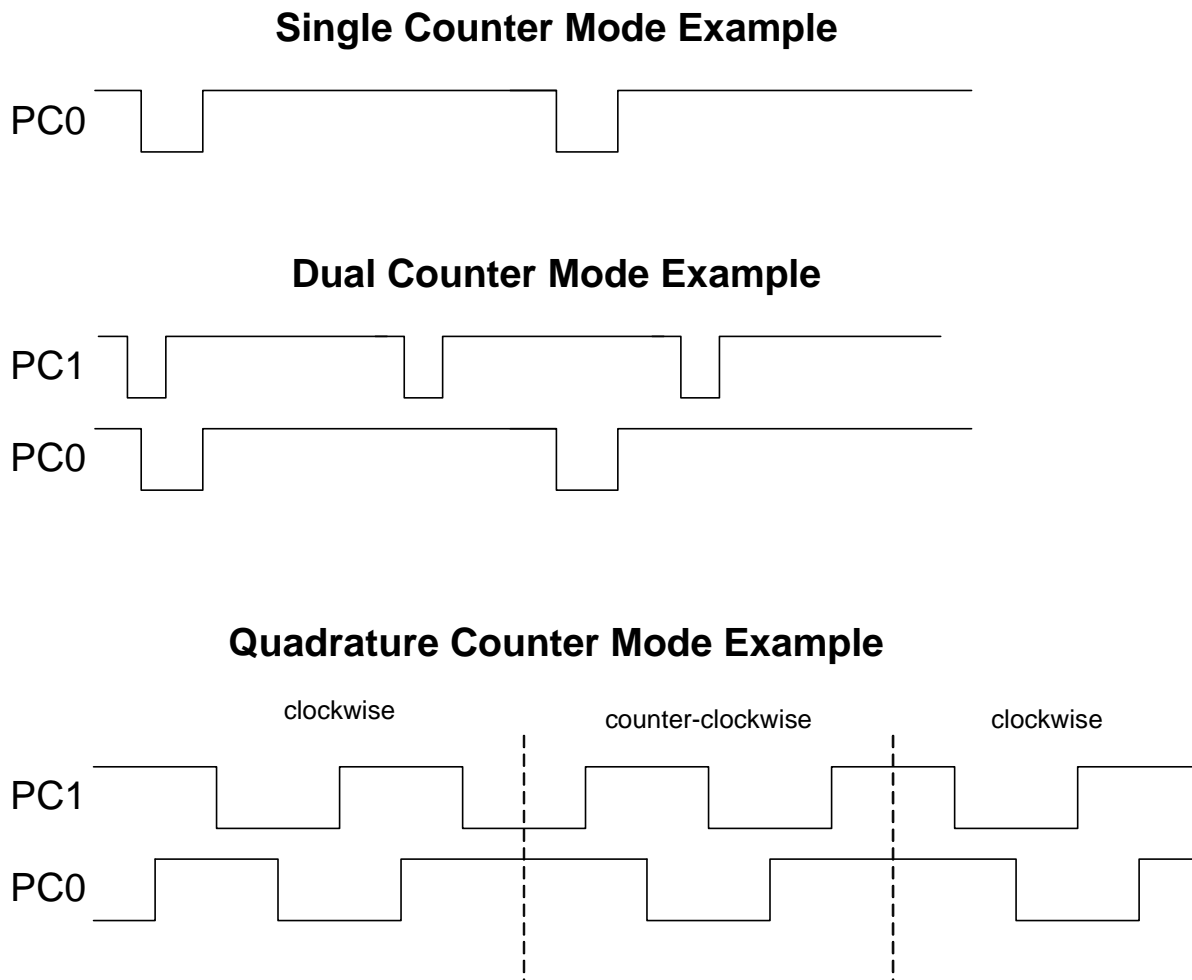 Single Counter Mode Example
PC0
Dual Counter Mode Example
PC1
PC0
Quadrature Counter Mode Example
clockwise counter-clockwise clockwise
PC1
PC0